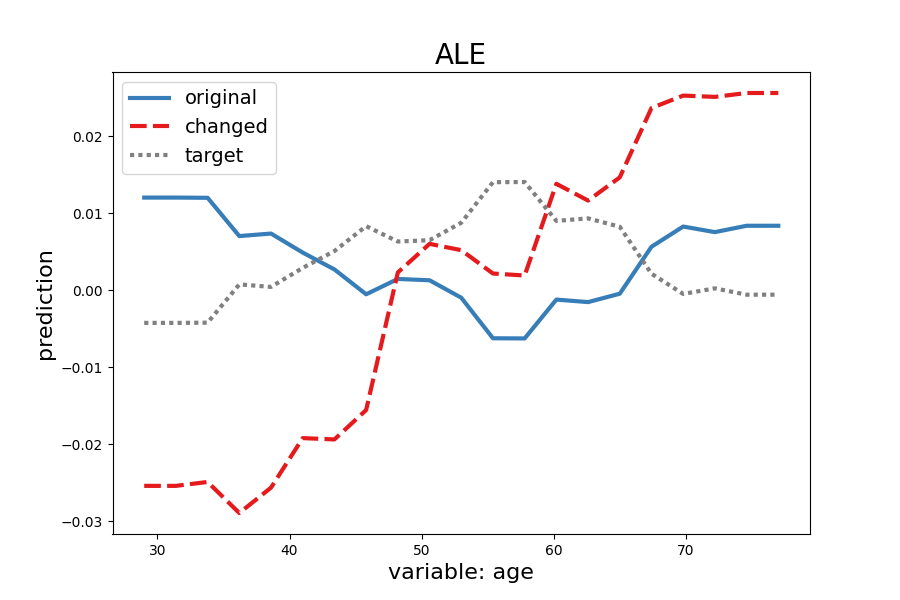 ALE
original
changed
target
0.02
0.01
0.00
−0.01
−0.02
−0.03
prediction
30 40 50 60 70
variable: age